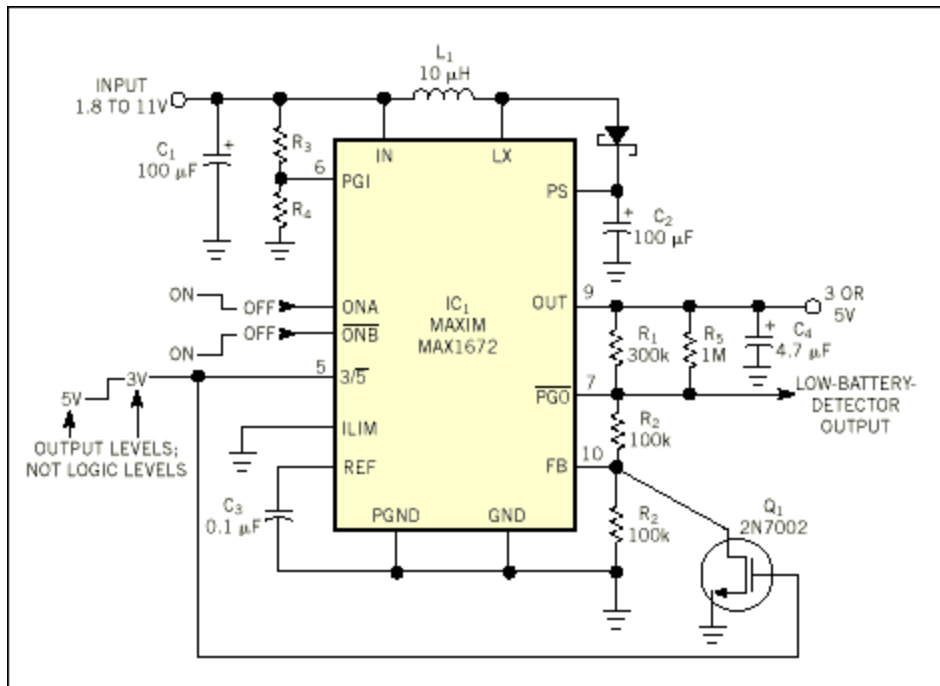 L₁
10 μH
INPUT
1.8 TO 11V
C₁
100 μF
R₃
R₄
6
PGI
IN
LX
PS
C₂
100 μF
ON
OFF
ONA
OFF
O̅N̅B̅
ON
IC₁
MAXIM
MAX1672
OUT
9
3 OR
5V
R₁
300k
R₅
1M
C₄
4.7 μF
5
3/5̅
5V
3V
OUTPUT LEVELS;
NOT LOGIC LEVELS
P̅G̅O̅
7
LOW-BATTERY-
DETECTOR
OUTPUT
R₂
100k
ILIM
REF
FB
10
C₃
0.1 μF
PGND
GND
R₂
100k
Q₁
2N7002